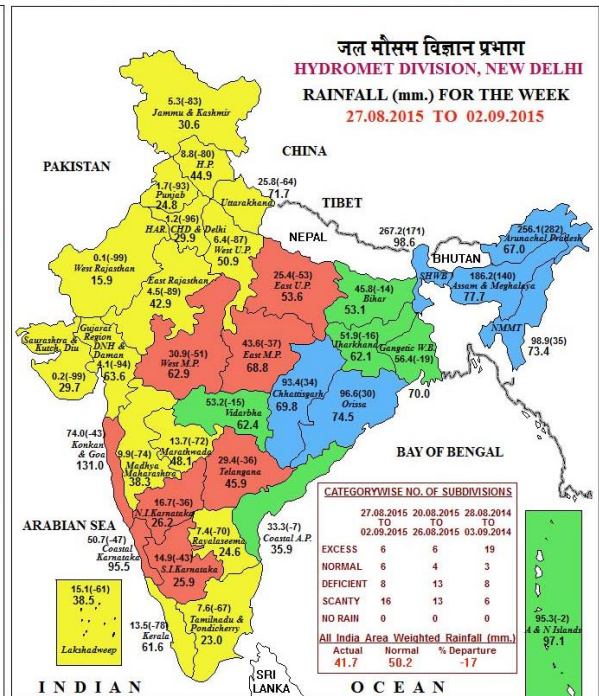 जल मौसम विज्ञान प्रभाग
HYDROMET DIVISION, NEW DELHI
RAINFALL (mm.) FOR THE WEEK
27.08.2015 TO 02.09.2015
5.3(-83)
Jammu & Kashmir
30.6
CHINA
8.8(-80)
H.P.
44.9
PAKISTAN
1.7(-93)
Punjab
24.8
25.8(-64)
Uttarakhand
71.7
TIBET
1.2(-96)
HAR. CHD & Delhi
29.9
6.4(-87)
West U.P.
50.9
NEPAL
267.2(171)
98.6
SHWB
BHUTAN
256.1(282)
Arunachal Pradesh
67.0
0.1(-99)
West Rajasthan
15.9
East Rajasthan
4.5(-89)
42.9
25.4(-53)
East U.P.
53.6
45.8(-14)
Bihar
53.1
186.2(140)
Assam & Meghalaya
77.7
NMMT
98.9(35)
73.4
Saurashtra &
Kutch, Diu
0.2(-99)
29.7
Gujarat
Region
DNH &
Daman
4.1(-94)
63.6
30.9(-51)
West M.P.
62.9
43.6(-37)
East M.P.
68.8
51.9(-16)
Jharkhand
62.1
Gangetic W.B.
56.4(-19)
70.0
93.4(34)
Chhattisgarh
69.8
96.6(30)
Orissa
74.5
53.2(-15)
Vidarbha
62.4
74.0(-43)
Konkan
& Goa
131.0
9.9(-74)
Madhya
Maharashtra
38.3
13.7(-72)
Marathwada
48.1
29.4(-36)
Telangana
45.9
BAY OF BENGAL
ARABIAN SEA
16.7(-36)
N.I.Karnataka
26.2
50.7(-47)
Coastal
Karnataka
95.5
7.4(-70)
Rayalaseema
24.6
33.3(-7)
Coastal A.P.
35.9
14.9(-43)
S.I.Karnataka
25.9
15.1(-61)
38.5
Lakshadweep
13.5(-78)
Kerala
61.6
7.6(-67)
Tamilnadu &
Pondicherry
23.0
CATEGORYWISE NO. OF SUBDIVISIONS
27.08.2015 20.08.2015 28.08.2014
TO TO TO
02.09.2015 26.08.2015 03.09.2014
EXCESS 6 6 19
NORMAL 6 4 3
DEFICIENT 8 13 8
SCANTY 16 13 6
NO RAIN 0 0 0
All India Area Weighted Rainfall (mm.)
Actual Normal % Departure
41.7 50.2 -17
95.3(-2)
A & N Islands
97.1
SRI
LANKA
INDIAN OCEAN